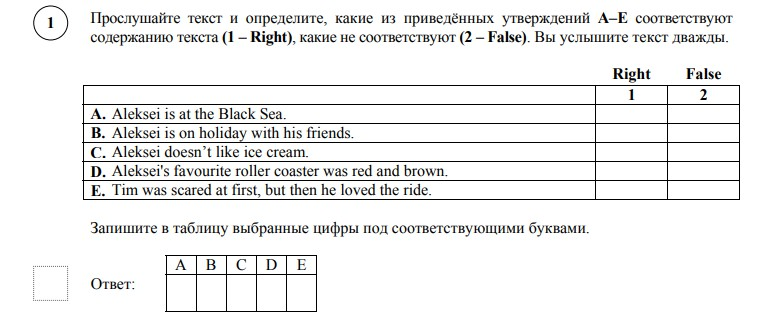 1
Прослушайте текст и определите, какие из приведённых утверждений A–E соответствуют
содержанию текста (1 – Right), какие не соответствуют (2 – False). Вы услышите текст дважды.
Right False
1 2
A. Aleksei is at the Black Sea.
B. Aleksei is on holiday with his friends.
C. Aleksei doesn’t like ice cream.
D. Aleksei's favourite roller coaster was red and brown.
E. Tim was scared at first, but then he loved the ride.
Запишите в таблицу выбранные цифры под соответствующими буквами.
A B C D E
Ответ: